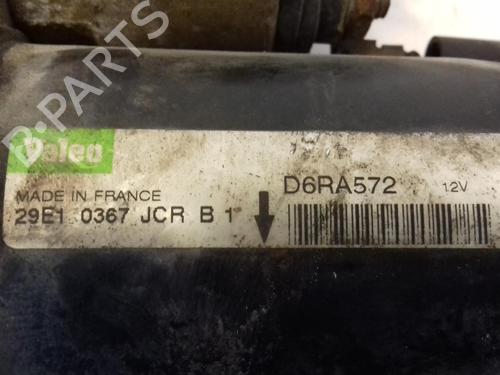 B-PARTS
Valeo
MADE IN FRANCE
29E1 0367 JCR B 1
D6RA572 12V